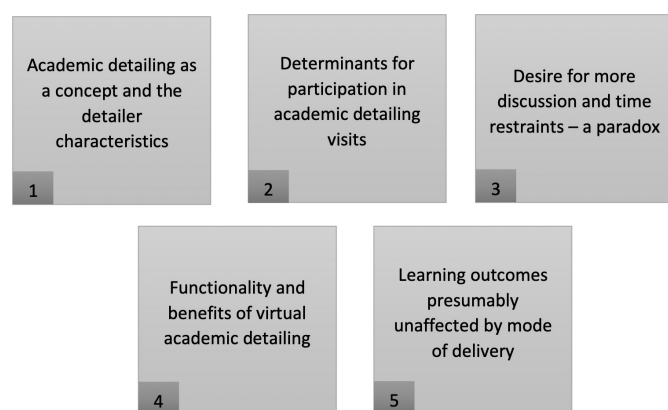 Academic detailing as
a concept and the
detailer
characteristics
1
Determinants for
participation in
academic detailing
visits
2
Desire for more
discussion and time
restraints – a paradox
3
Functionality and
benefits of virtual
academic detailing
4
Learning outcomes
presumably
unaffected by mode
of delivery
5